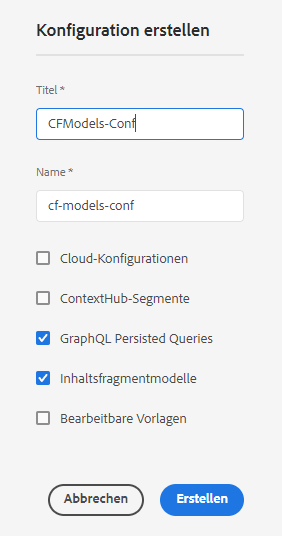 Konfiguration erstellen
Titel *
CFModels-Conf
Name *
cf-models-conf
Cloud-Konfigurationen
ContextHub-Segmente
GraphQL Persisted Queries
Inhaltsfragmentmodelle
Bearbeitbare Vorlagen
Abbrechen
Erstellen